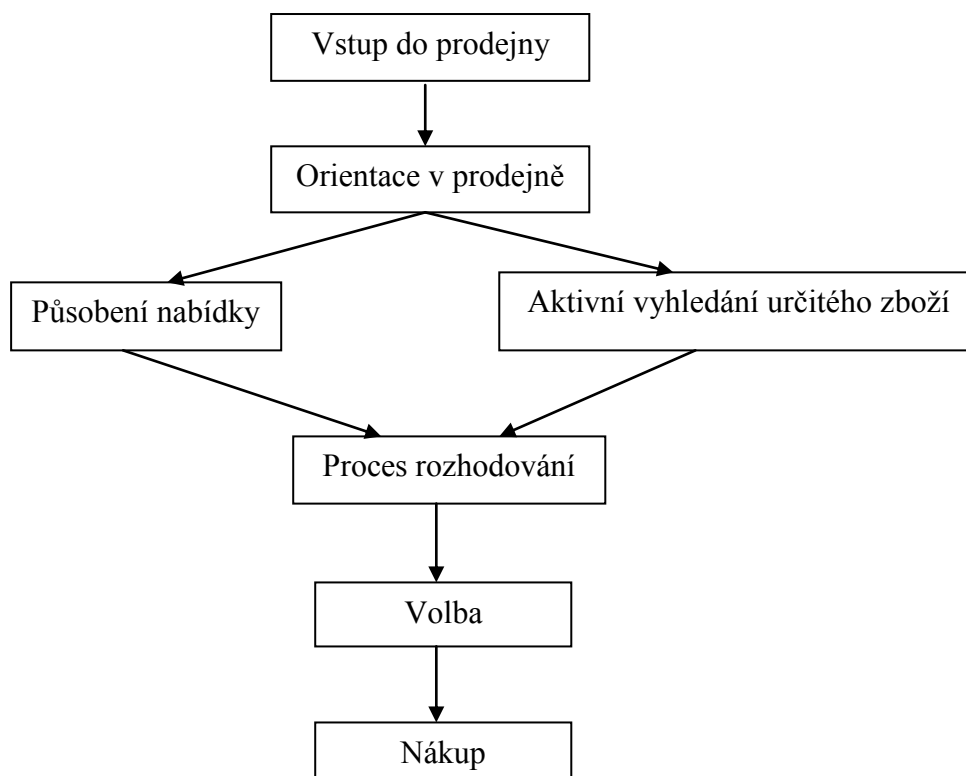 Vstup do prodejny
Orientace v prodejně
Působení nabídky
Aktivní vyhledání určitého zboží
Proces rozhodování
Volba
Nákup